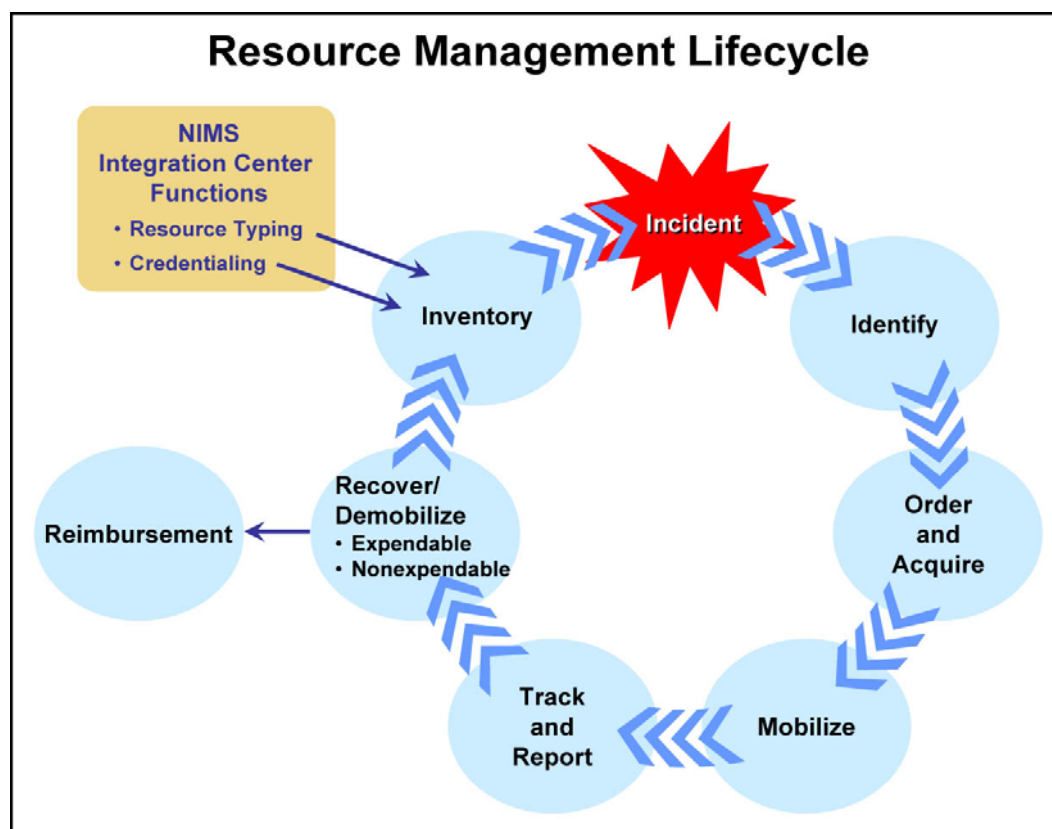 Resource Management Lifecycle
NIMS
Integration Center
Functions
• Resource Typing
• Credentialing
Incident
Inventory
Identify
Recover/
Demobilize
• Expendable
• Nonexpendable
Reimbursement
Order
and
Acquire
Track
and
Report
Mobilize